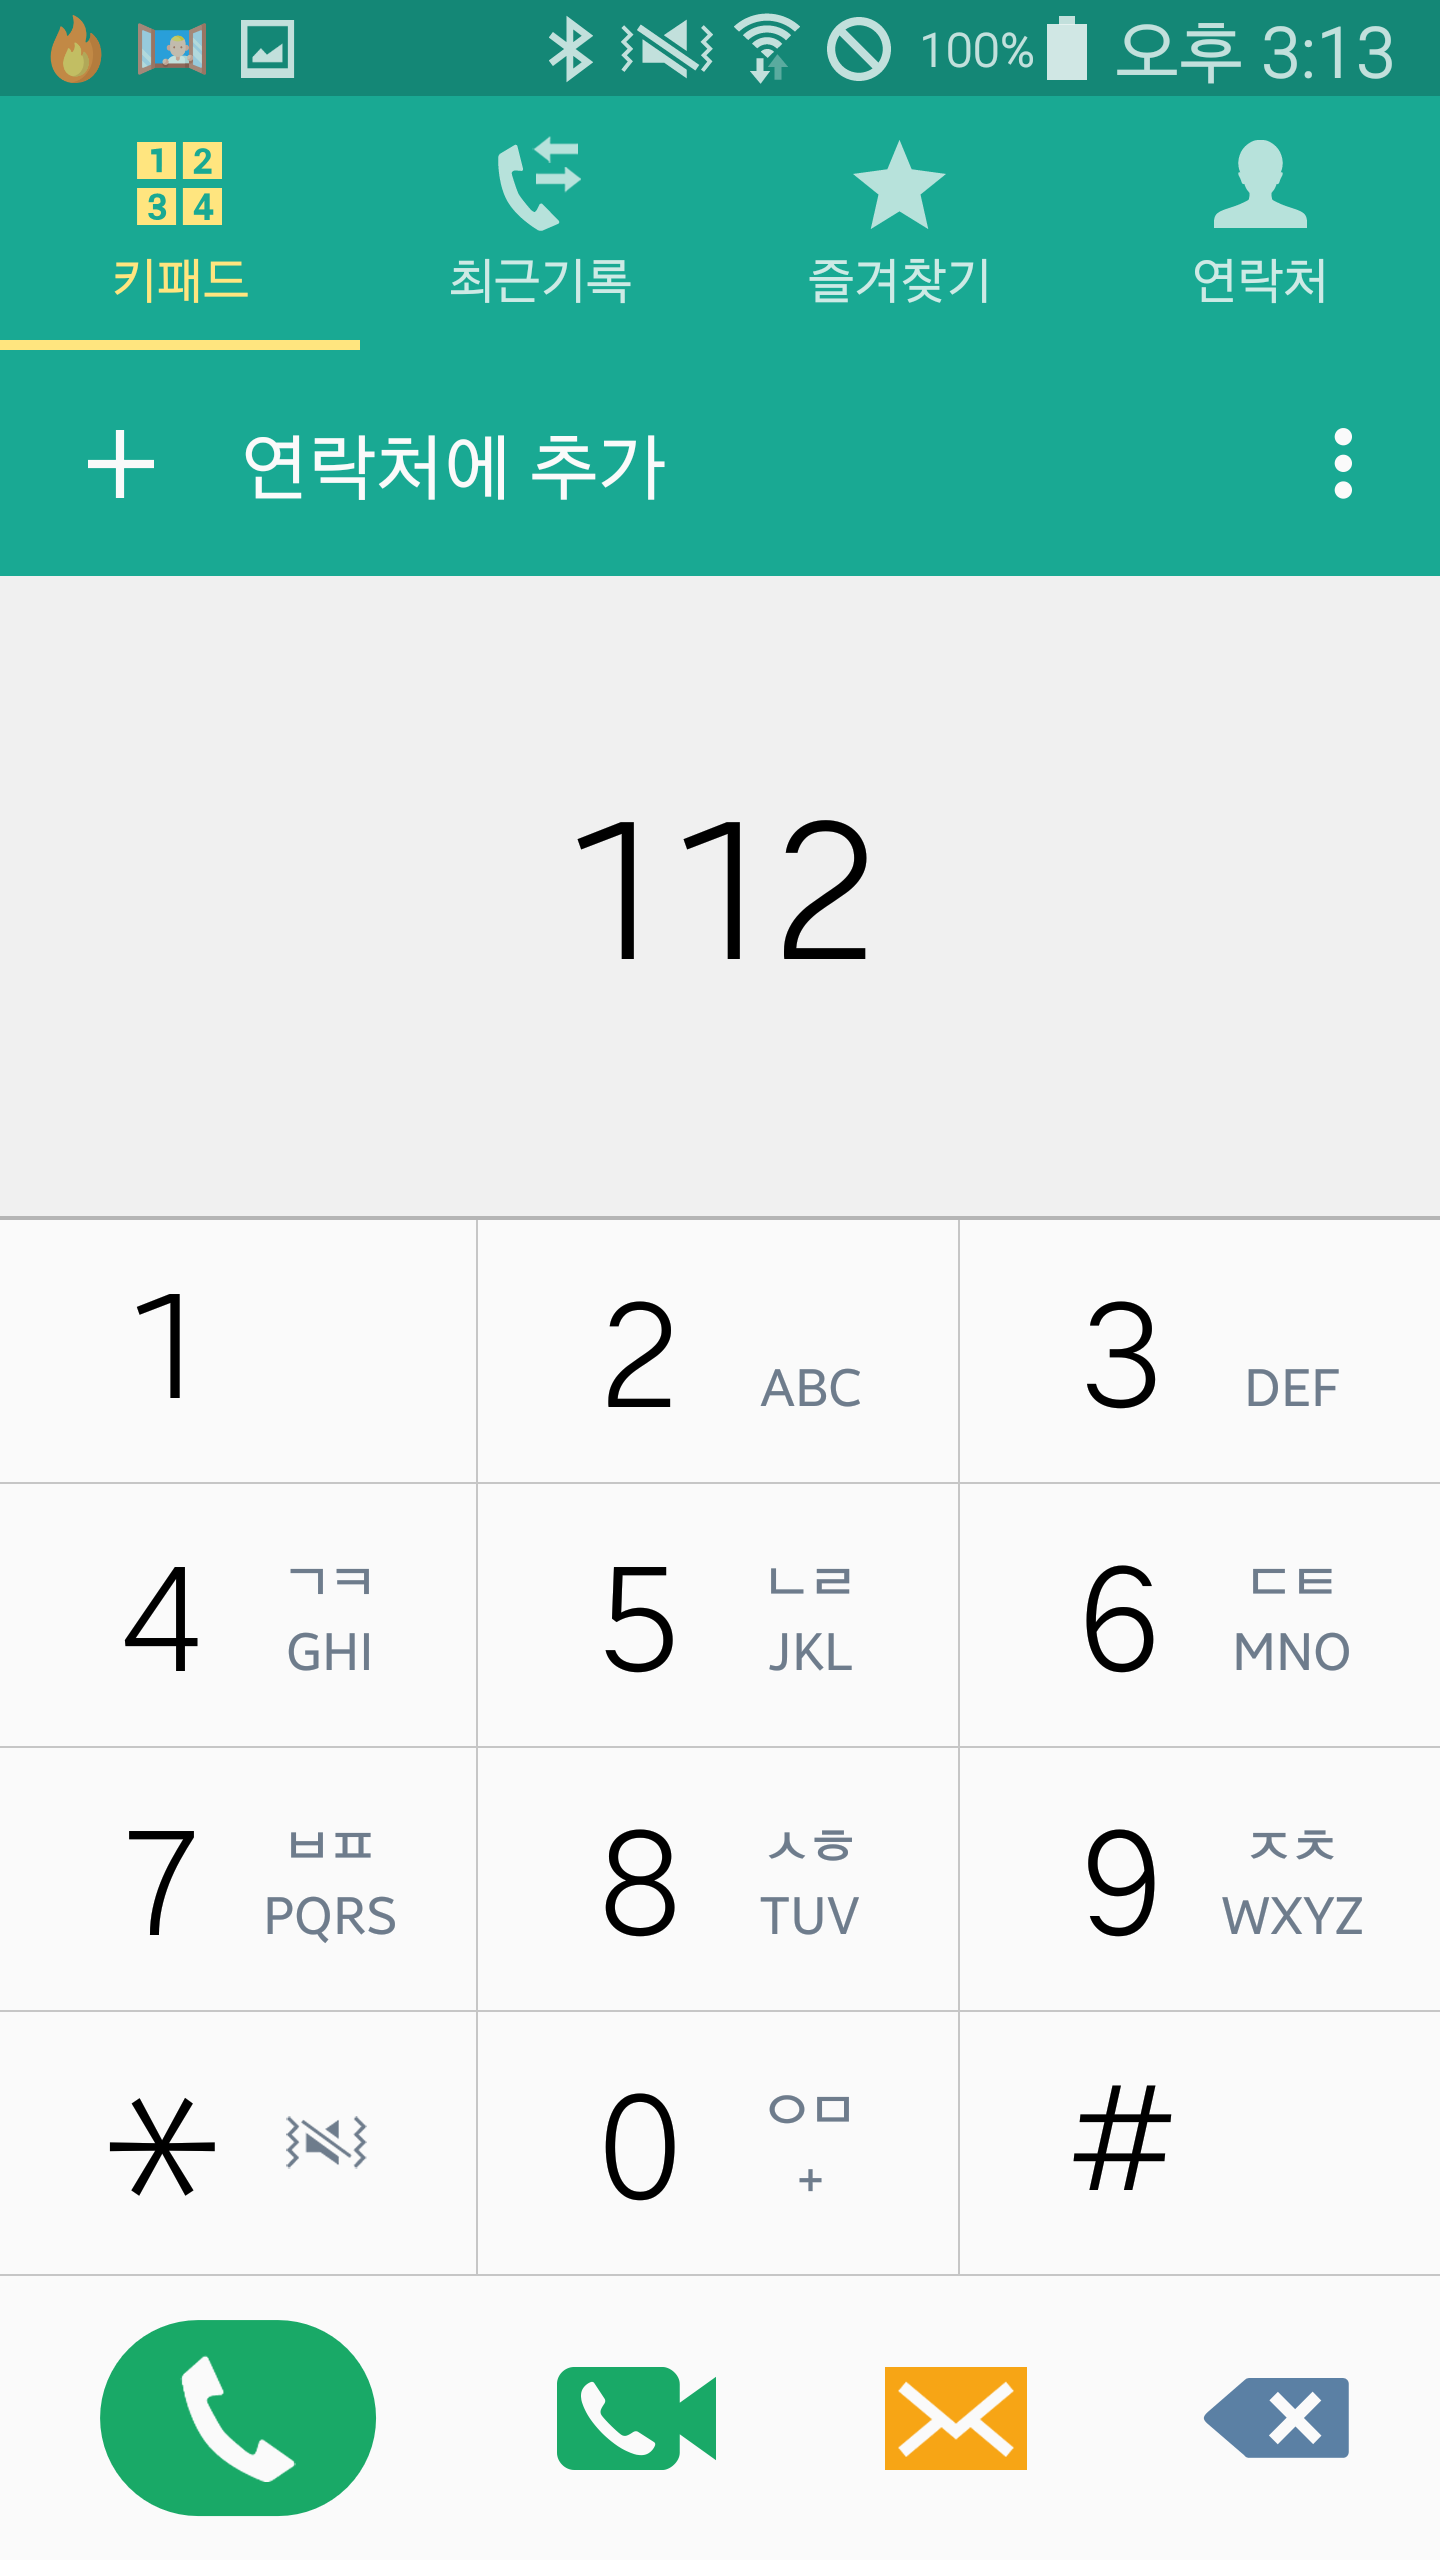 100% 오후 3:13
1 2
3 4
키패드 최근기록 즐겨찾기 연락처
+ 연락처에 추가
112
1 2 ABC 3 DEF
4 ㄱㅋ GHI 5 ㄴㄹ JKL 6 ㄷㅌ MNO
7 ㅂㅍ PQRS 8 ㅅㅎ TUV 9 ㅈㅊ WXYZ
* 0 ㅇㅁ + #